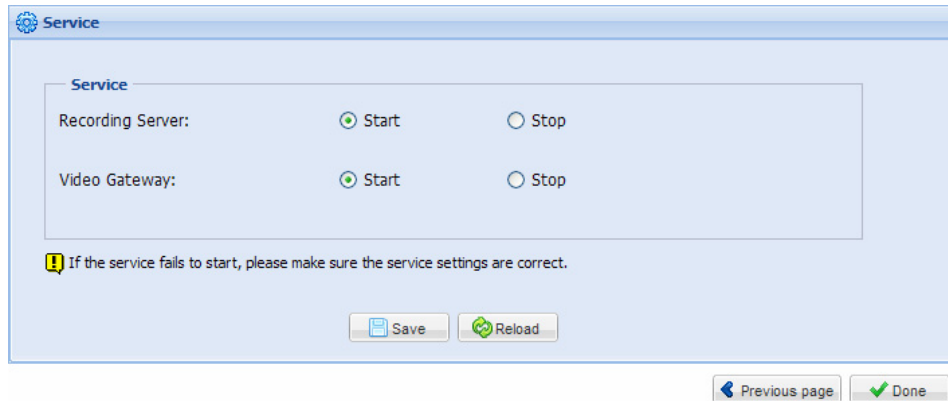 Service
Service
Recording Server: Start Stop
Video Gateway: Start Stop
If the service fails to start, please make sure the service settings are correct.
Save Reload
Previous page Done